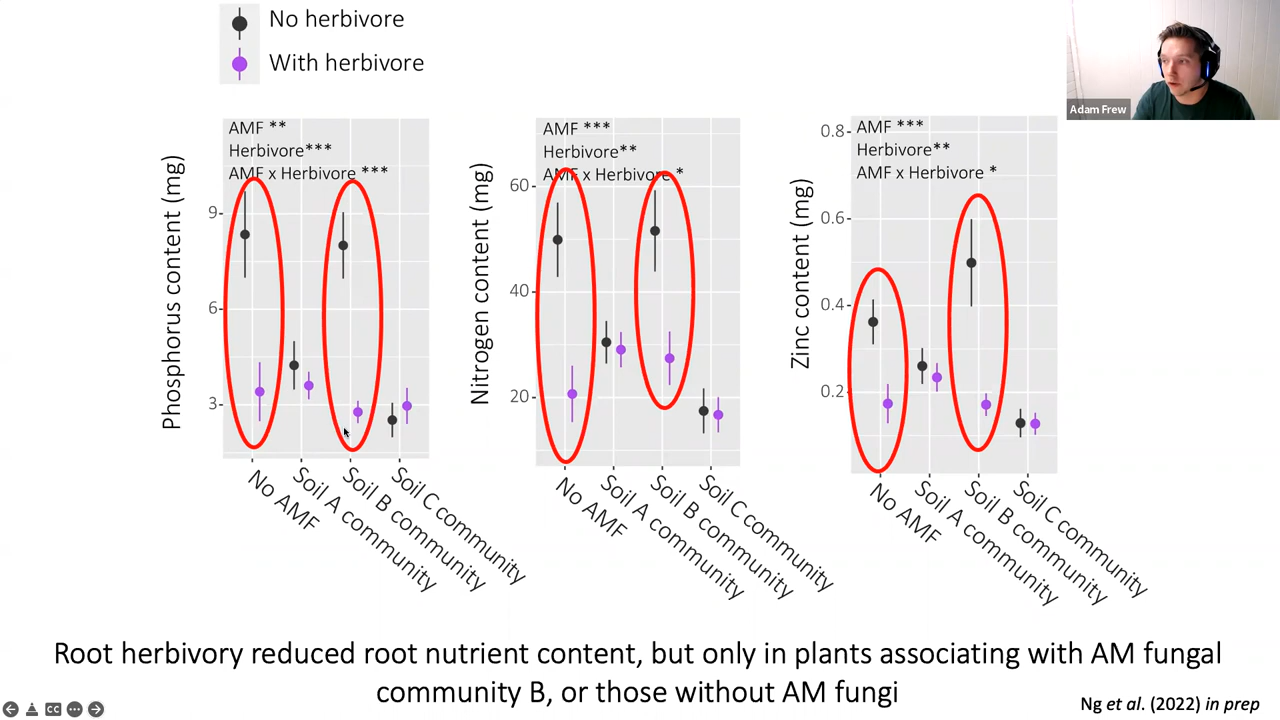 No herbivore
With herbivore
Adam Frew
AMF **
Herbivore***
AMF x Herbivore ***
Phosphorus content (mg)
9
6
3
No AMF
Soil A community
Soil B community
Soil C community
AMF ***
Herbivore**
AMF x Herbivore *
Nitrogen content (mg)
60
40
20
No AMF
Soil A community
Soil B community
Soil C community
AMF ***
Herbivore**
AMF x Herbivore *
Zinc content (mg)
0.8
0.6
0.4
0.2
No AMF
Soil A community
Soil B community
Soil C community
Root herbivory reduced root nutrient content, but only in plants associating with AM fungal
community B, or those without AM fungi
Ng et al. (2022) in prep
CC